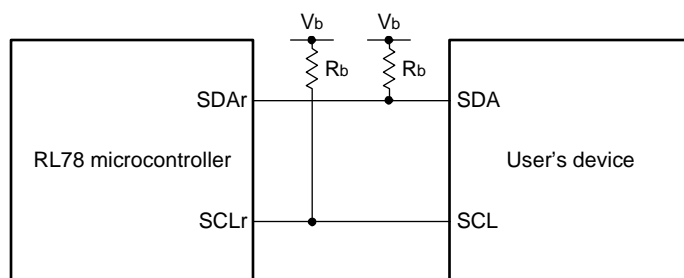 Vb Vb
Rb Rb
SDAr SDA
RL78 microcontroller User's device
SCLr SCL